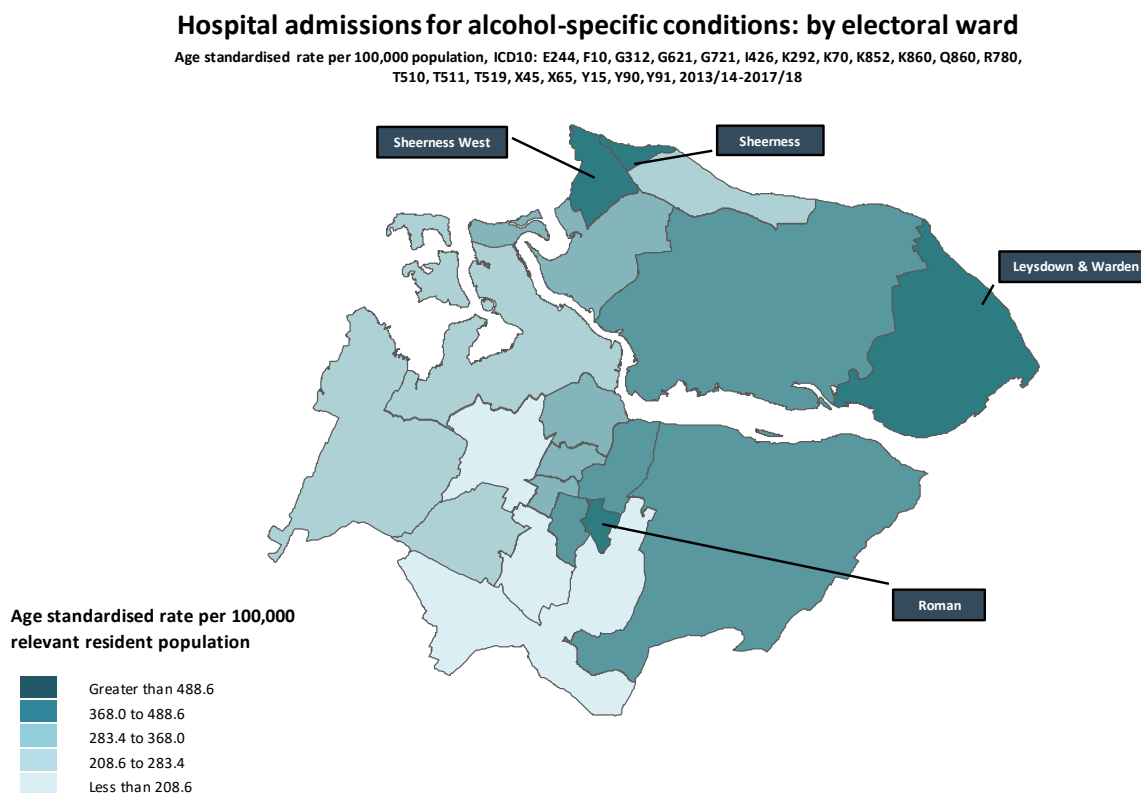 Hospital admissions for alcohol-specific conditions: by electoral ward
Age standardised rate per 100,000 population, ICD10: E244, F10, G312, G621, G721, I426, K292, K70, K852, K860, Q860, R780,
T510, T511, T519, X45, X65, Y15, Y90, Y91, 2013/14-2017/18
Sheerness West
Sheerness
Leysdown & Warden
Roman
Age standardised rate per 100,000
relevant resident population
Greater than 488.6
368.0 to 488.6
283.4 to 368.0
208.6 to 283.4
Less than 208.6